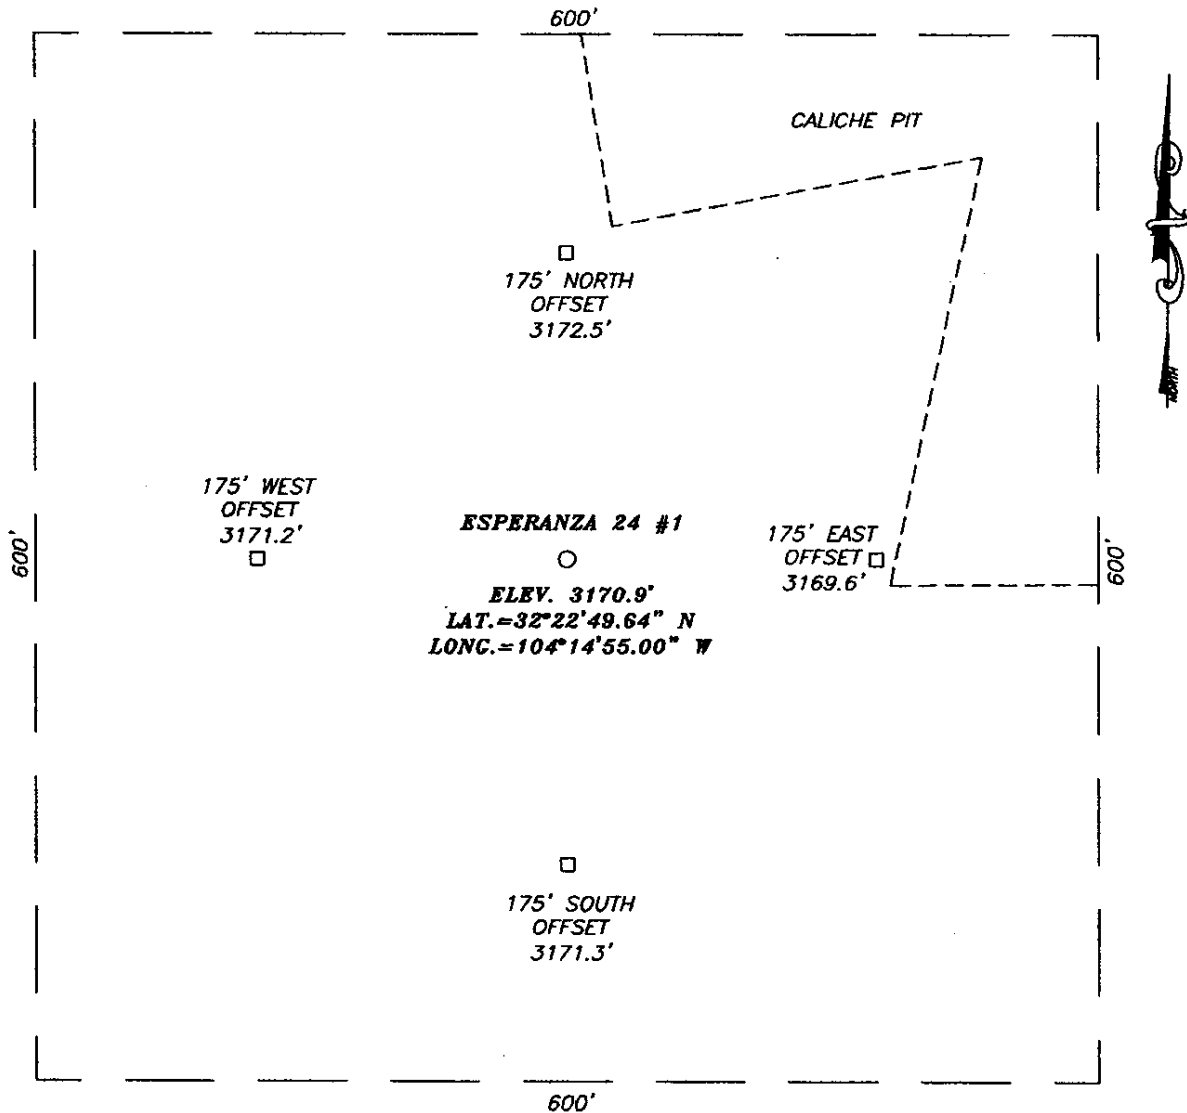 600'
CALICHE PIT
175' NORTH
OFFSET
3172.5'
NORTH
175' WEST
OFFSET
3171.2'
600'
ESPERANZA 24 #1
ELEV. 3170.9'
LAT.=32°22'49.64" N
LONG.=104°14'55.00" W
175' EAST
OFFSET
3169.6'
600'
175' SOUTH
OFFSET
3171.3'
600'